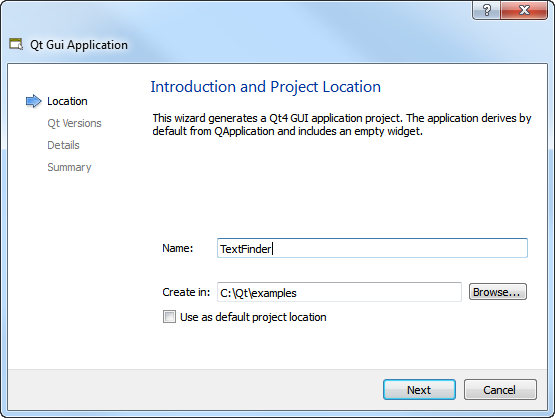 ?
Qt Gui Application
Introduction and Project Location
Location
Qt Versions
Details
Summary
This wizard generates a Qt4 GUI application project. The application derives by
default from QApplication and includes an empty widget.
Name: TextFinder
Create in: C:\Qt\examples Browse...
Use as default project location
Next Cancel